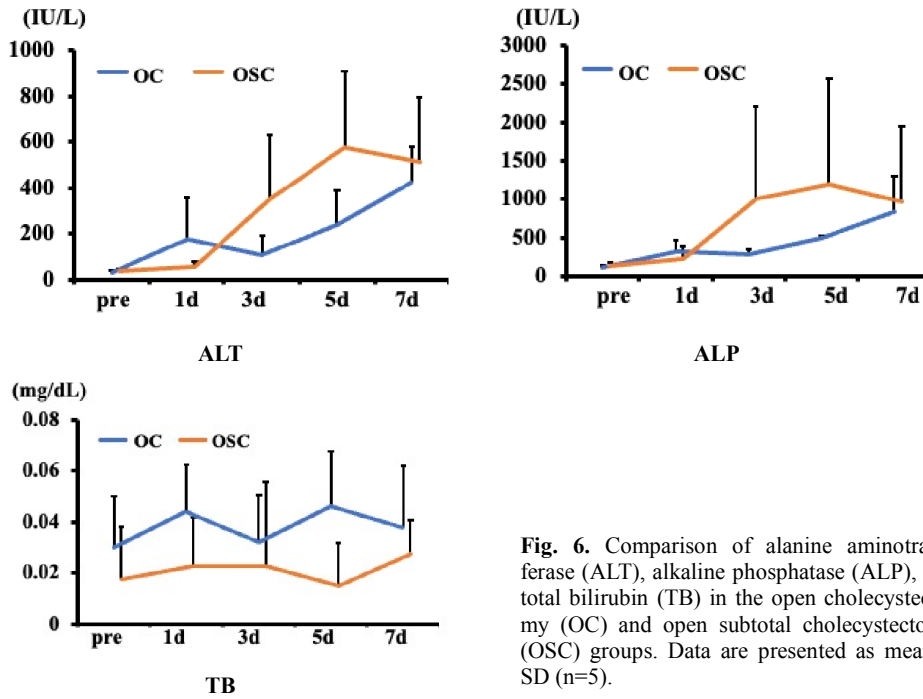 (IU/L)
1000
800
600
400
200
0
OC OSC
pre 1d 3d 5d 7d
ALT
(IU/L)
3000
2500
2000
1500
1000
500
0
OC OSC
pre 1d 3d 5d 7d
ALP
(mg/dL)
0.08
0.06
0.04
0.02
0
OC OSC
pre 1d 3d 5d 7d
TB
Fig. 6. Comparison of alanine aminotra
ferase (ALT), alkaline phosphatase (ALP),
total bilirubin (TB) in the open cholecystec
my (OC) and open subtotal cholecystecto
(OSC) groups. Data are presented as mea
SD (n=5).